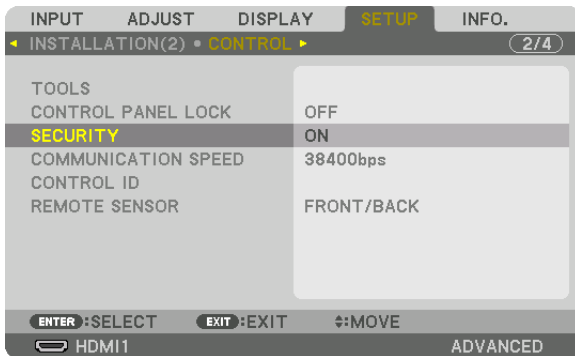 INPUT ADJUST DISPLAY SETUP INFO.
INSTALLATION(2) • CONTROL 2/4
TOOLS
CONTROL PANEL LOCK OFF
SECURITY ON
COMMUNICATION SPEED 38400bps
CONTROL ID
REMOTE SENSOR FRONT/BACK
ENTER :SELECT EXIT :EXIT :MOVE
HDMI1 ADVANCED